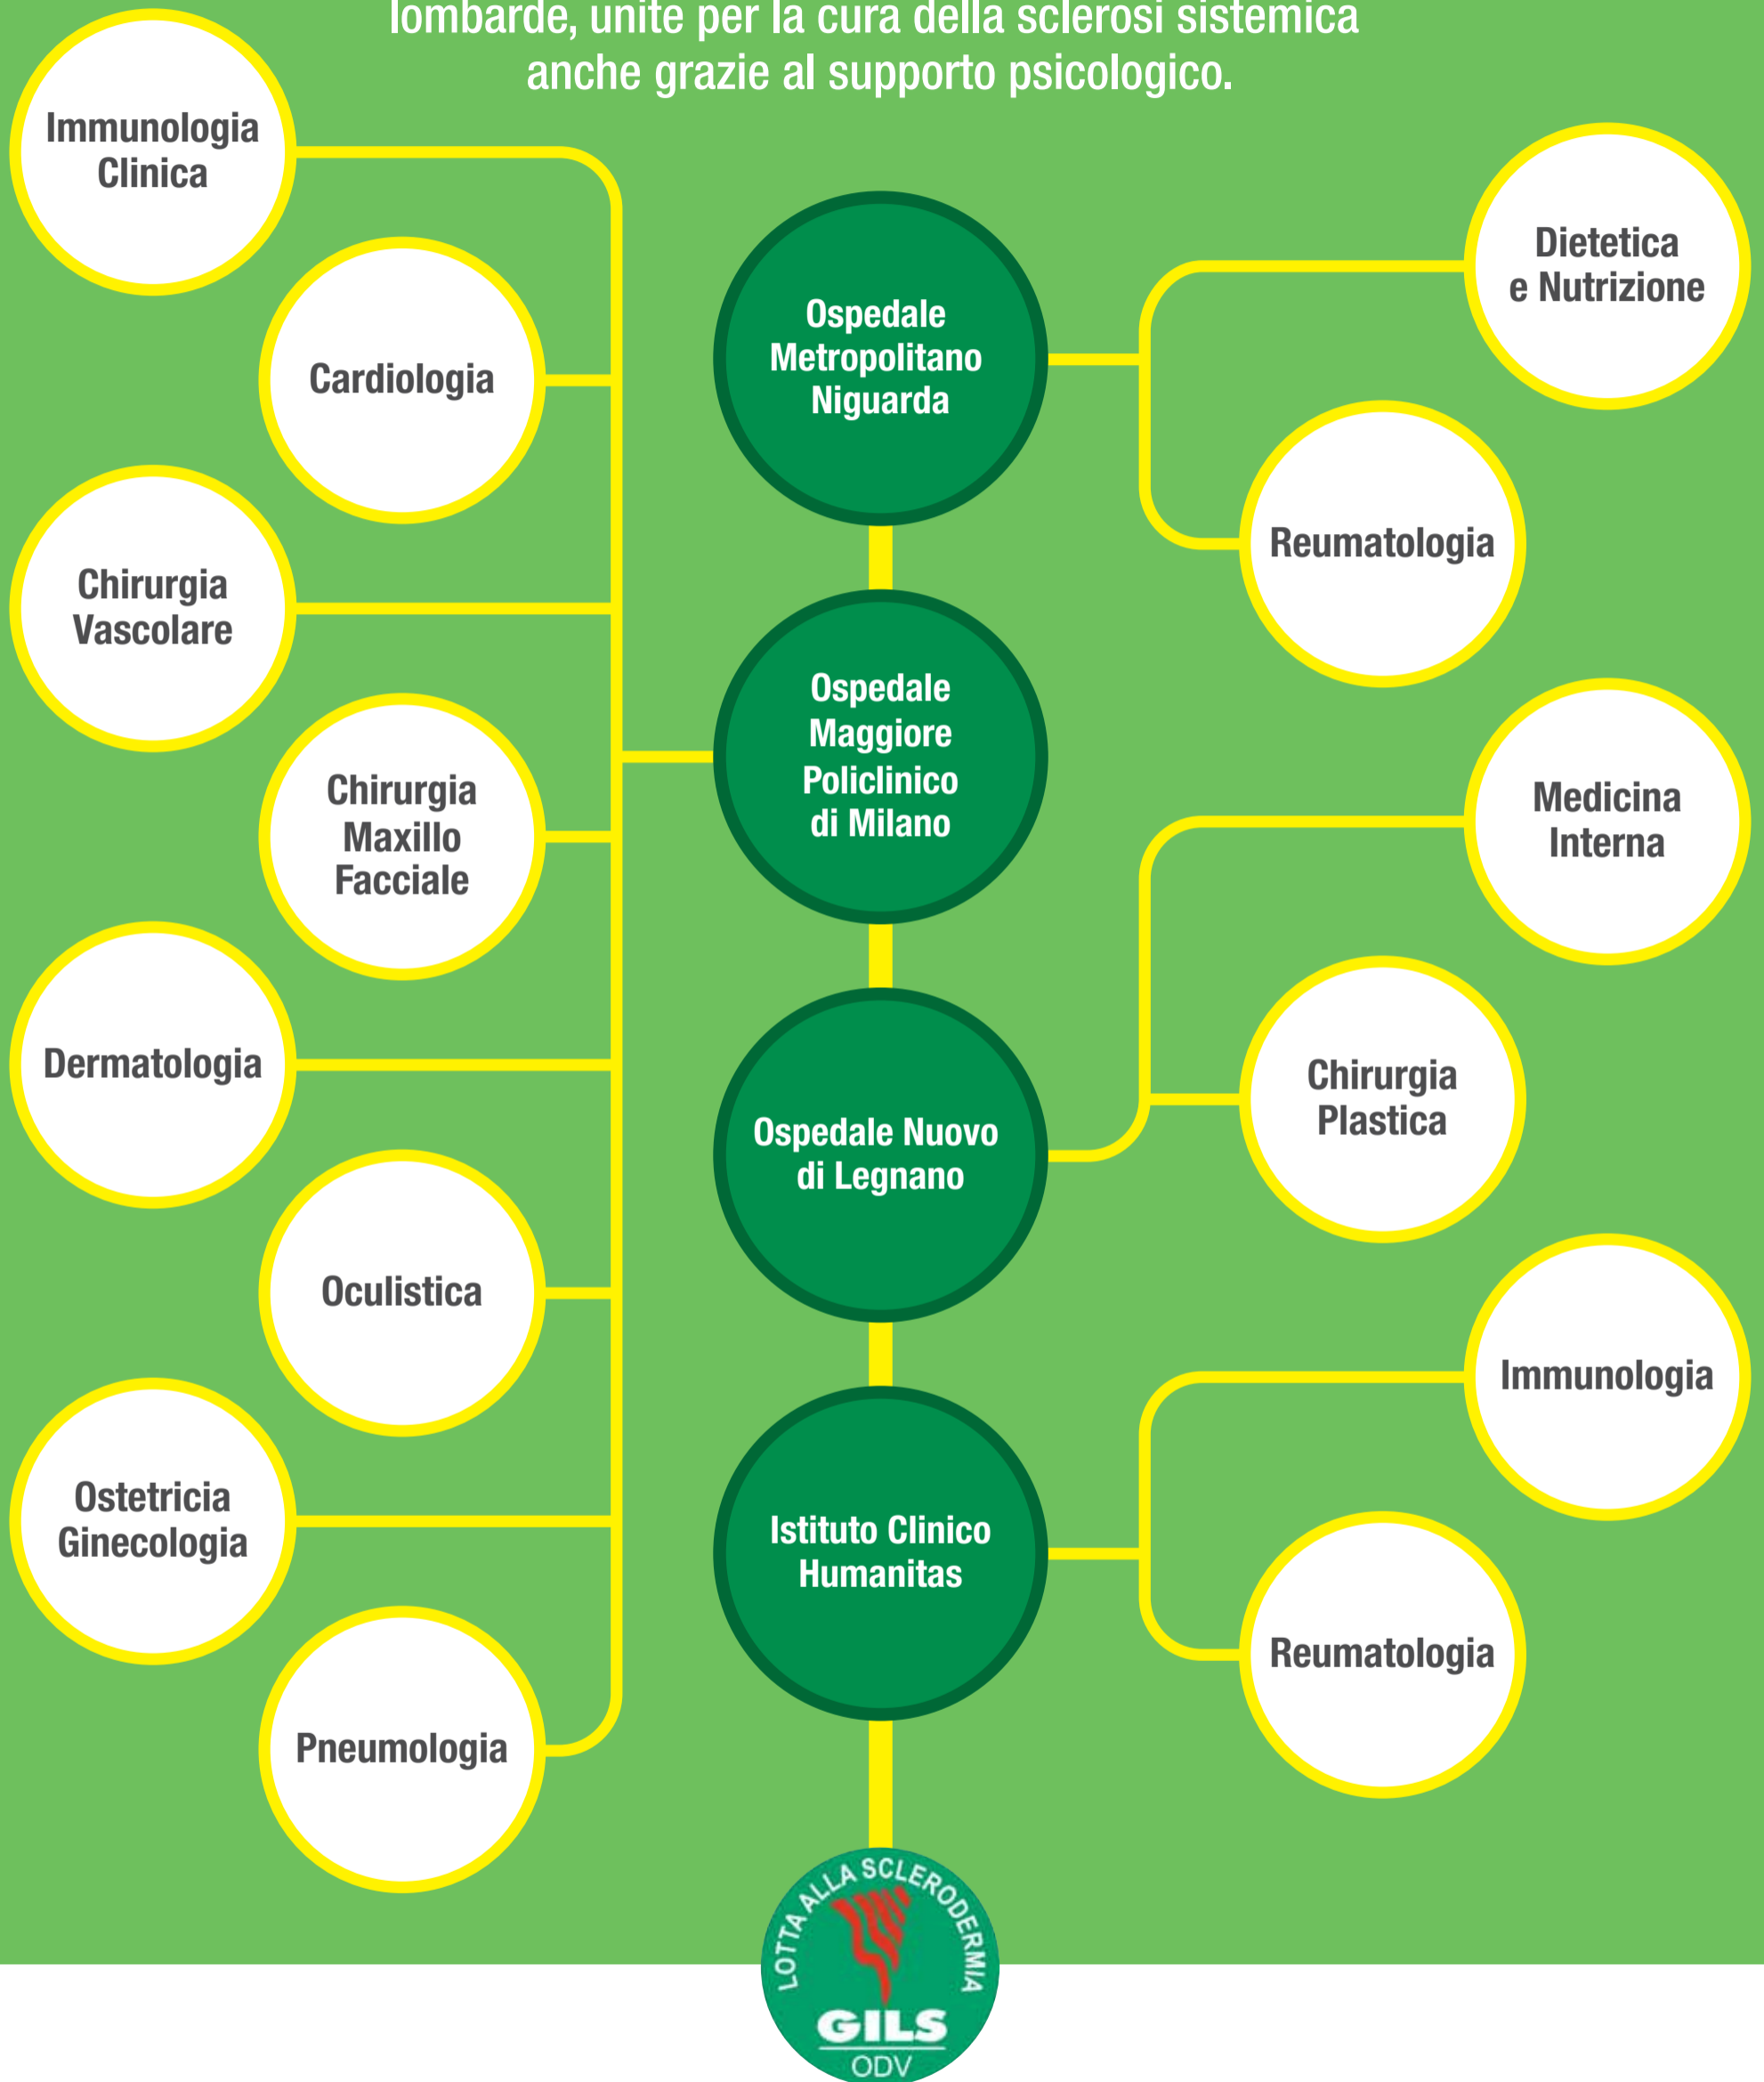 lombarde, unite per la cura della sclerosi sistemica
anche grazie al supporto psicologico.
Immunologia
Clinica
Cardiologia
Chirurgia
Vascolare
Chirurgia
Maxillo
Facciale
Dermatologia
Oculistica
Ostetricia
Ginecologia
Pneumologia
Ospedale
Metropolitano
Niguarda
Ospedale
Maggiore
Policlinico
di Milano
Ospedale Nuovo
di Legnano
Istituto Clinico
Humanitas
Dietetica
e Nutrizione
Reumatologia
Medicina
Interna
Chirurgia
Plastica
Immunologia
Reumatologia
LOTTA ALLA SCLERODERMIA
GILS
ODV